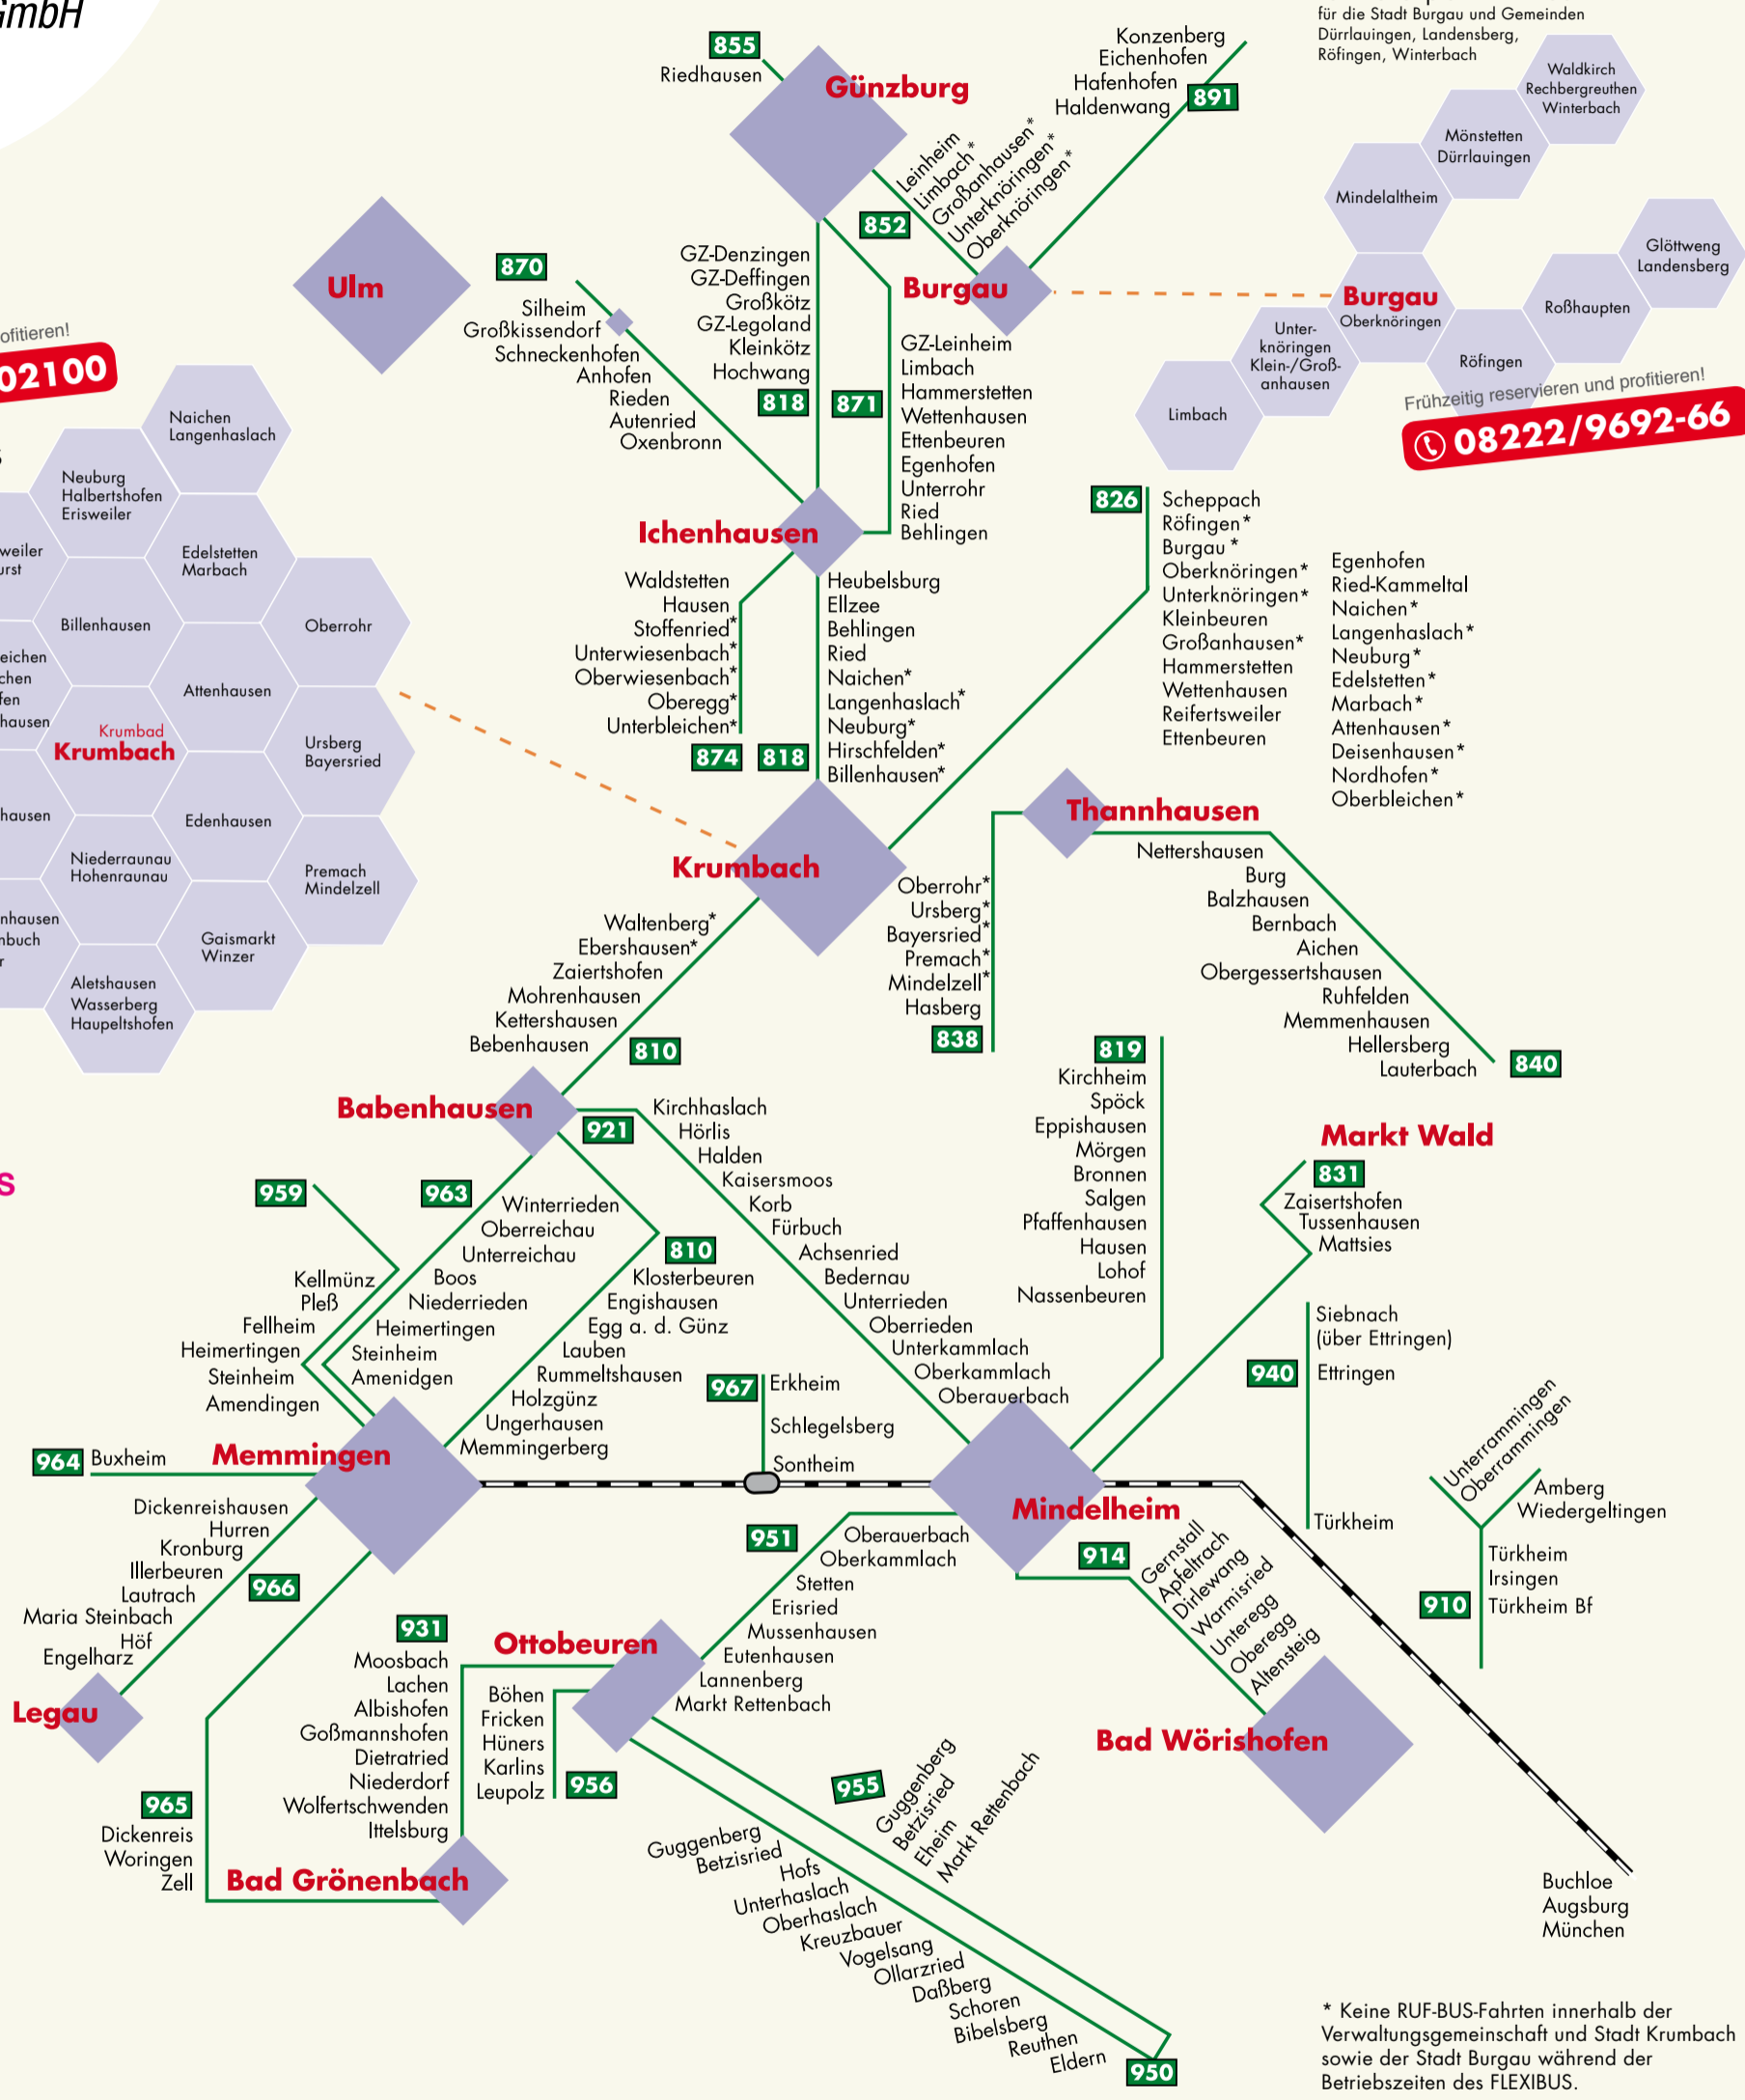 GmbH
für die Stadt Burgau und Gemeinden
Dürrlauingen, Landensberg,
Röfingen, Winterbach
855
Riedhausen
Günzburg
Konzenberg
Eichenhofen
Hafenhofen
Haldenwang
891
Waldkirch
Rechbergreuthen
Winterbach
Mönstetten
Dürrlauingen
Mindelaltheim
Glöttweng
Landensberg
Burgau
Oberknöringen
Roßhaupten
Unter-
knöringen
Klein-/Groß-
anhausen
Röfingen
Limbach
Frühzeitig reservieren und profitieren!
08222/9692-66
Leinheim
Limbach*
Großanhausen*
Unterknöringen*
Oberknöringen*
852
Burgau
Ulm
870
Silheim
Großkissendorf
Schneckenhofen
Anhofen
Rieden
Autenried
Oxenbronn
GZ-Denzingen
GZ-Deffingen
Großkötz
GZ-Legoland
Kleinkötz
Hochwang
818
871
GZ-Leinheim
Limbach
Hammerstetten
Wettenhausen
Ettenbeuren
Egenhofen
Unterrohr
Ried
Behlingen
Ichenhausen
ofitieren!
02100
Naichen
Langenhaslach
Neuburg
Halbertshofen
Erisweiler
weiler
urst
Edelstetten
Marbach
Billenhausen
Oberrohr
eichen
chen
fen
hausen
Attenhausen
Krumbad
Krumbach
Ursberg
Bayersried
hausen
Edenhausen
Niederraunau
Hohenraunau
Premach
Mindelzell
nhausen
nbuch
r
Gaismarkt
Winzer
Aletshausen
Wasserberg
Haupeltshofen
Waldstetten
Hausen
Stoffenried*
Unterwiesenbach*
Oberwiesenbach*
Oberegg*
Unterbleichen*
874
818
Heubelsburg
Ellzee
Behlingen
Ried
Naichen*
Langenhaslach*
Neuburg*
Hirschfelden*
Billenhausen*
826
Scheppach
Röfingen*
Burgau *
Oberknöringen*
Unterknöringen*
Kleinbeuren
Großanhausen*
Hammerstetten
Wettenhausen
Reifertsweiler
Ettenbeuren
Egenhofen
Ried-Kammeltal
Naichen*
Langenhaslach*
Neuburg*
Edelstetten*
Marbach*
Attenhausen*
Deisenhausen*
Nordhofen*
Oberbleichen*
Krumbach
Thannhausen
Oberrohr*
Ursberg*
Bayersried*
Premach*
Mindelzell*
Hasberg
838
Nettershausen
Burg
Balzhausen
Bernbach
Aichen
Obergessertshausen
Ruhfelden
Memmenhausen
Hellersberg
Lauterbach
840
Waltenberg*
Ebershausen*
Zaiertshofen
Mohrenhausen
Kettershausen
Bebenhausen
810
Babenhausen
921
Kirchhaslach
Hörlis
Halden
Kaisersmoos
Korb
Fürbuch
Achsenried
Bedernau
Unterrieden
Oberrieden
Unterkammlach
Oberkammlach
Oberauerbach
819
Kirchheim
Spöck
Eppishausen
Mörgen
Bronnen
Salgen
Pfaffenhausen
Hausen
Lohof
Nassenbeuren
Markt Wald
831
Zaisertshofen
Tussenhausen
Mattsies
s
959
Kellmünz
Pleß
Fellheim
Heimertingen
Steinheim
Amendingen
963
Winterrieden
Oberreichau
Unterreichau
Boos
Niederrieden
Heimertingen
Steinheim
Amenidgen
810
Klosterbeuren
Engishausen
Egg a. d. Günz
Lauben
Rummeltshausen
Holzgünz
Ungerhausen
Memmingerberg
967
Erkheim
Schlegelsberg
Sontheim
940
Siebnach
(über Ettringen)
Ettringen
Türkheim
Unterrammingen
Oberrammingen
Amberg
Wiedergeltingen
Türkheim
Irsingen
Türkheim Bf
910
964
Buxheim
Memmingen
Mindelheim
Dickenreishausen
Hurren
Kronburg
Illerbeuren
Lautrach
Maria Steinbach
Höf
Engelharz
966
Legau
951
Oberauerbach
Oberkammlach
Stetten
Erisried
Mussenhausen
Eutenhausen
Lannenberg
Markt Rettenbach
914
Gernstall
Apfeltrach
Dirlewang
Warmisried
Unteregg
Oberegg
Altensteig
Bad Wörishofen
931
Moosbach
Lachen
Albishofen
Goßmannshofen
Dietratried
Niederdorf
Wolfertschwenden
Ittelsburg
Ottobeuren
Böhen
Fricken
Hüners
Karlins
Leupolz
956
965
Dickenreis
Woringen
Zell
Bad Grönenbach
955
Guggenberg
Betzisried
Eheim
Markt Rettenbach
Guggenberg
Betzisried
Hofs
Unterhaslach
Oberhaslach
Kreuzbauer
Vogelsang
Ollarzried
Daßberg
Schoren
Bibelsberg
Reuthen
Eldern
950
Buchloe
Augsburg
München
* Keine RUF-BUS-Fahrten innerhalb der
Verwaltungsgemeinschaft und Stadt Krumbach
sowie der Stadt Burgau während der
Betriebszeiten des FLEXIBUS.